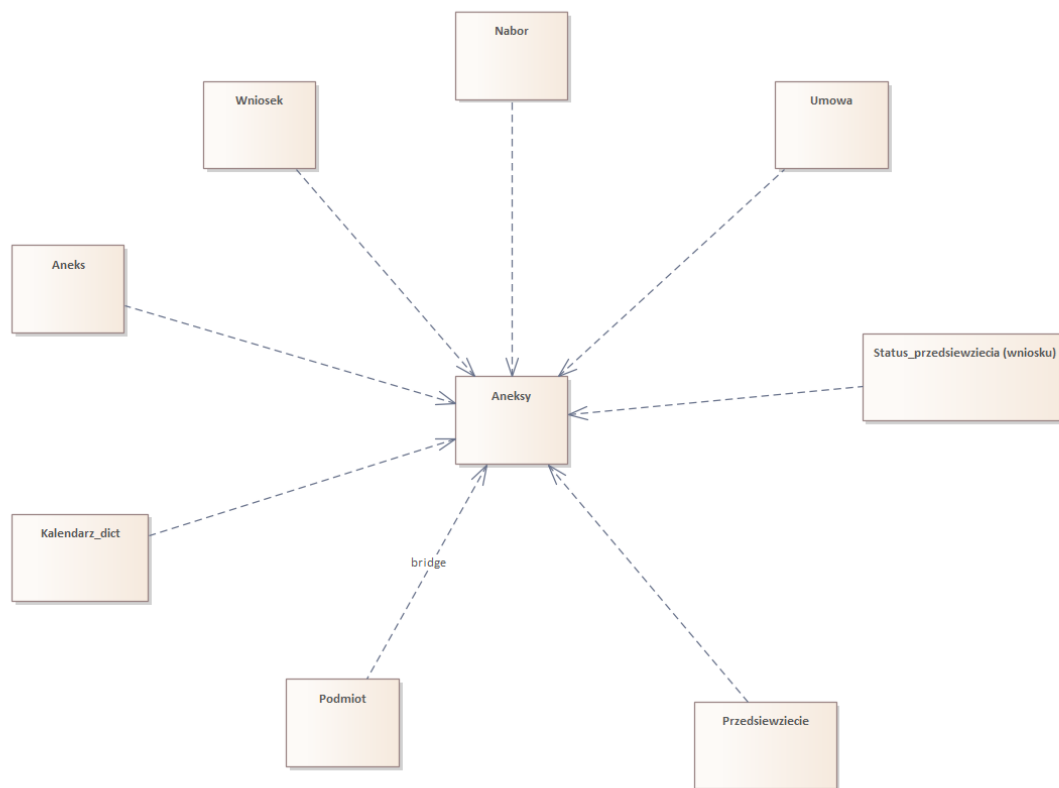 Nabor
Wniosek
Umowa
Aneks
Status_przedsiewziecia (wniosku)
Aneksy
Kalendarz_dict
bridge
Podmiot
Przedsiewziecie